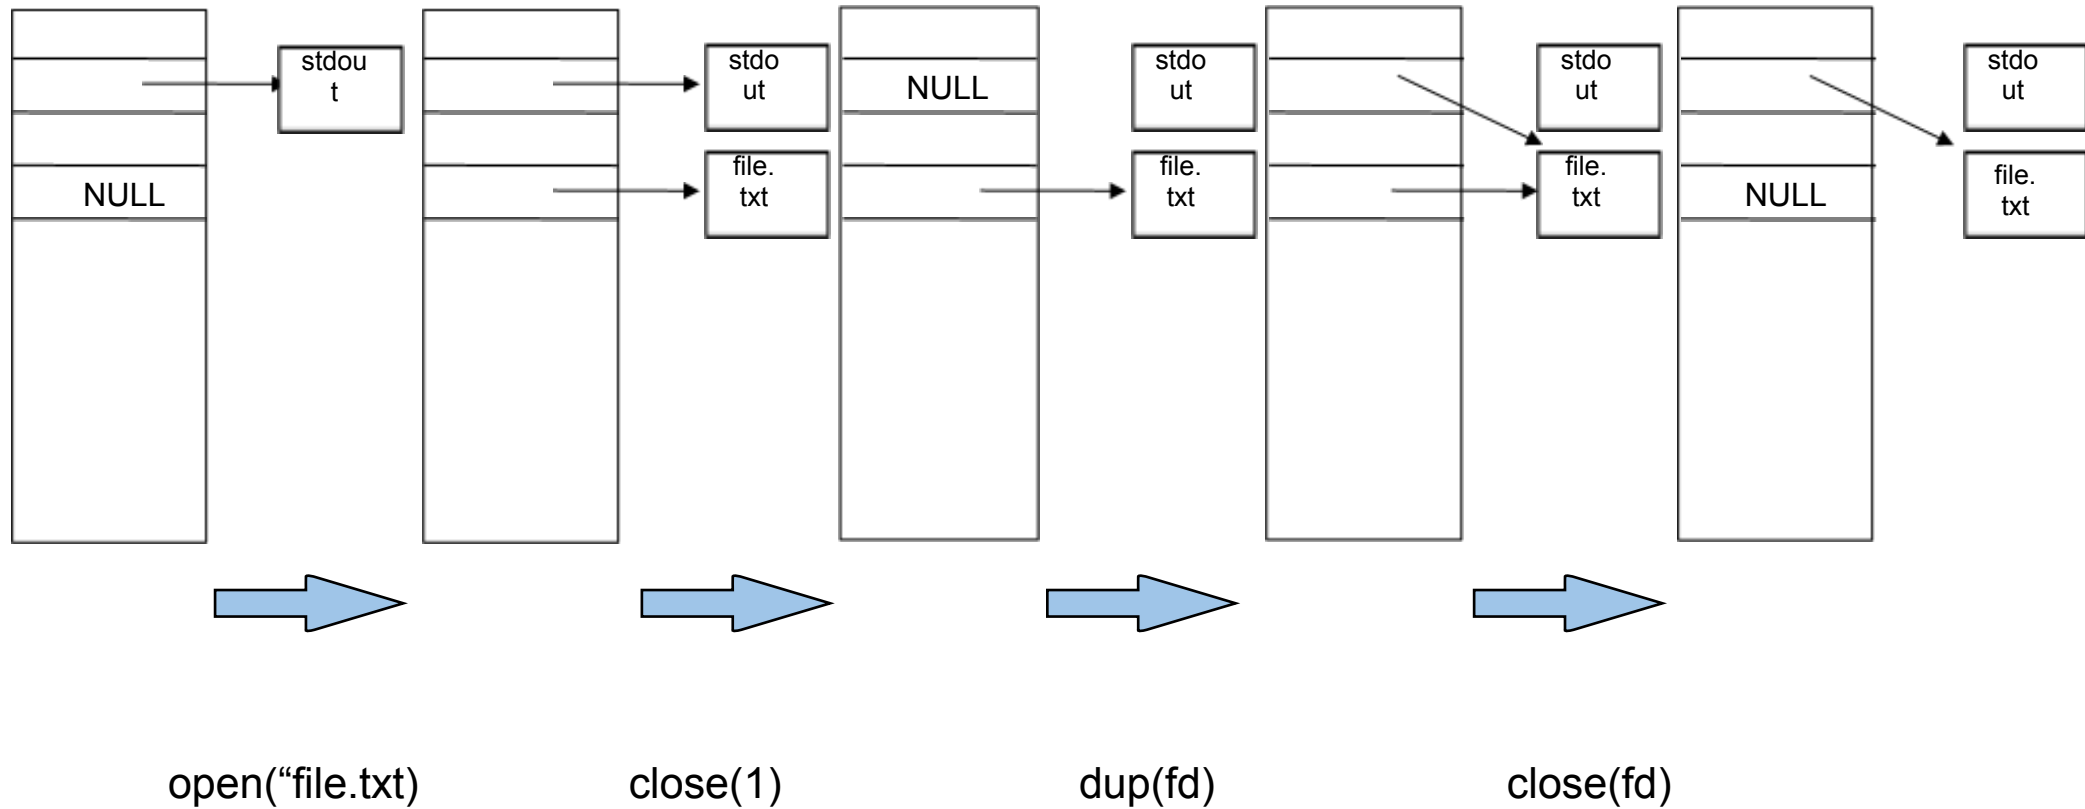 stdou
t
NULL
stdo
ut
file.
txt
NULL
stdo
ut
file.
txt
stdo
ut
file.
txt
NULL
stdo
ut
file.
txt
open(“file.txt)
close(1)
dup(fd)
close(fd)